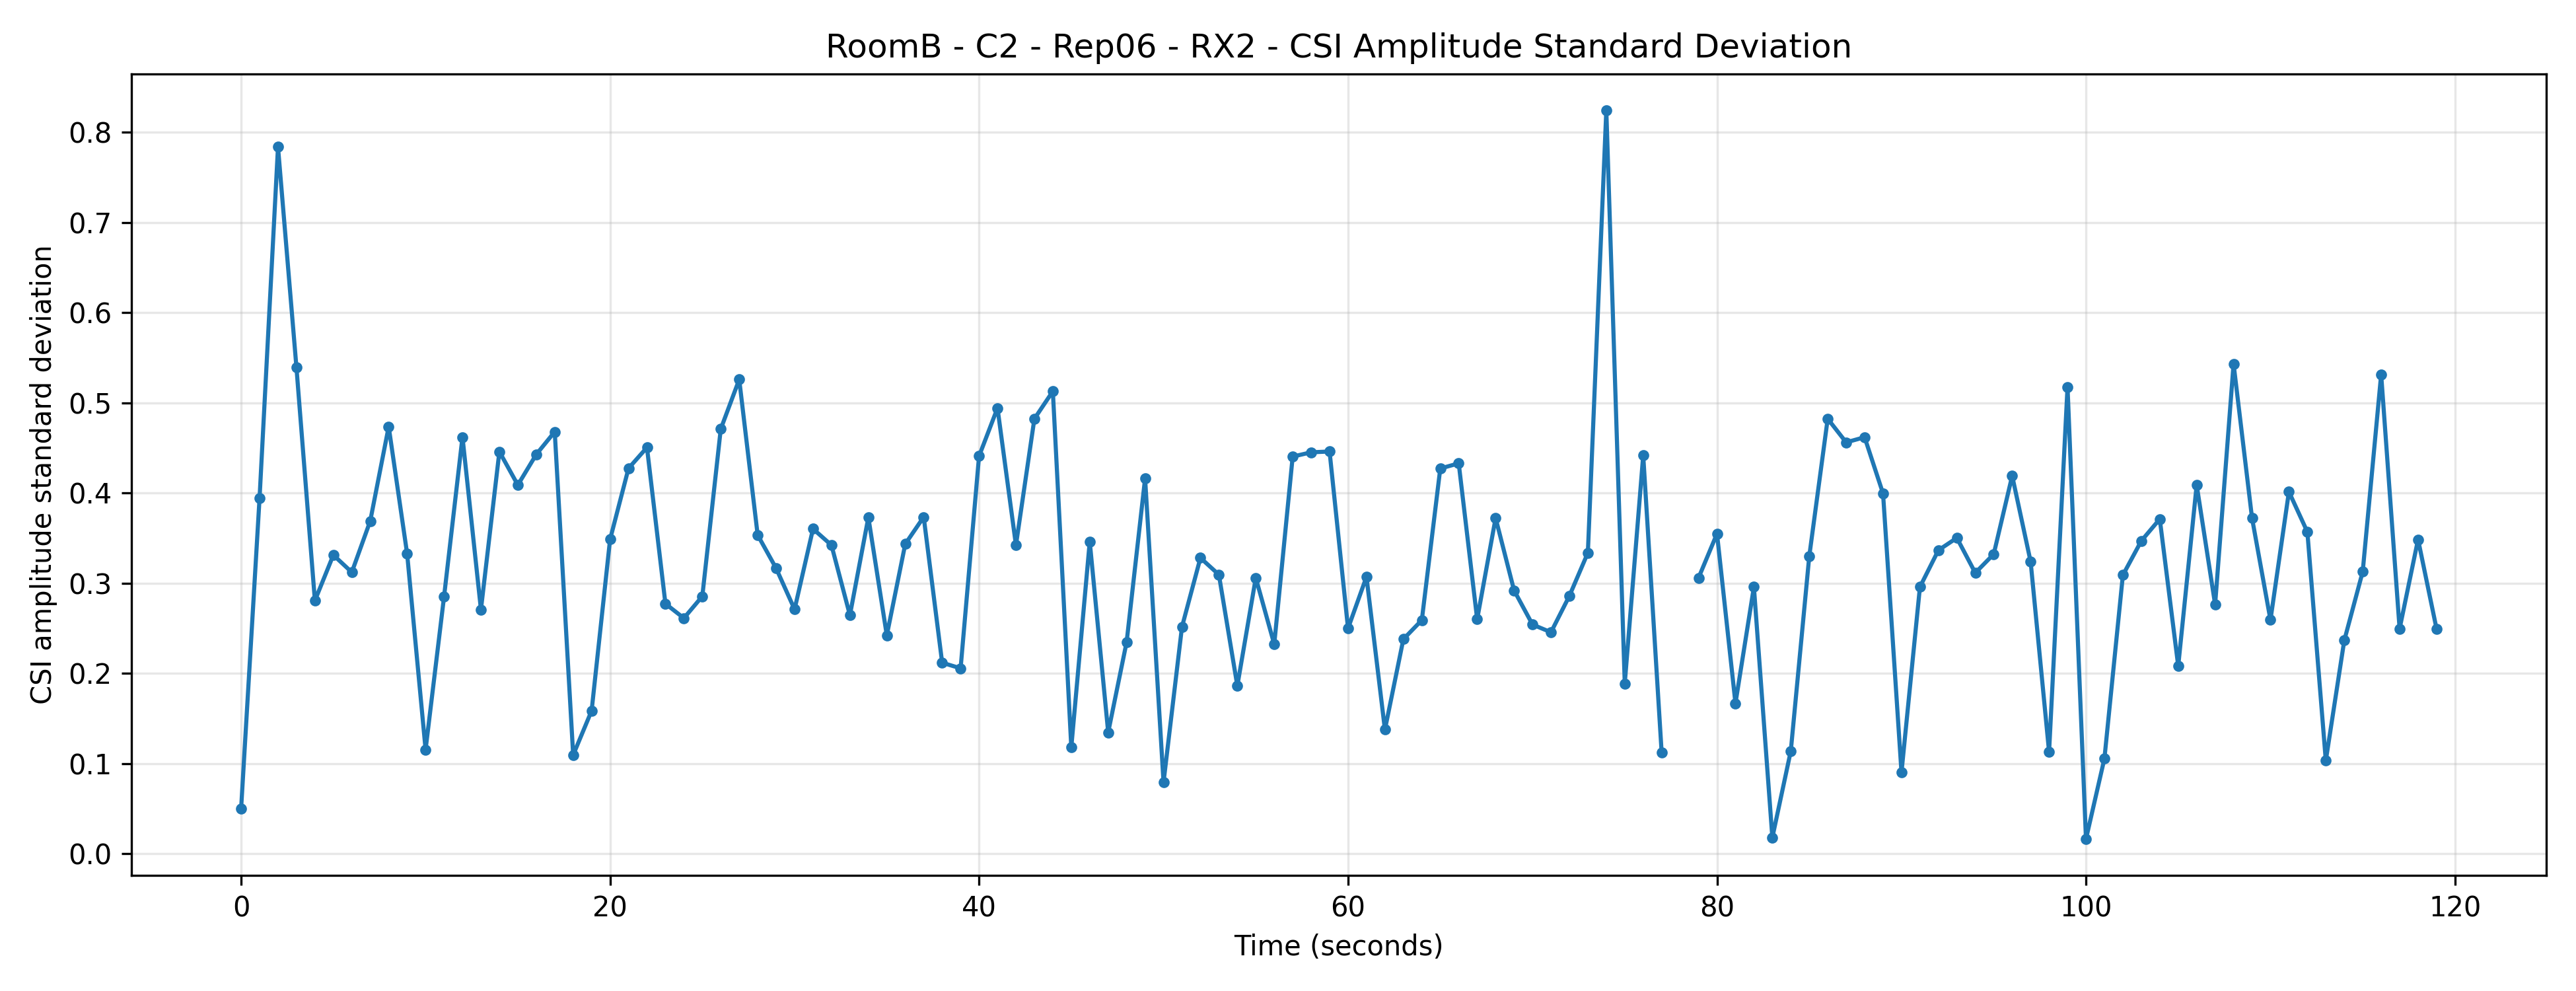 RoomB - C2 - Rep06 - RX2 - CSI Amplitude Standard Deviation
CSI amplitude standard deviation
0.8
0.7
0.6
0.5
0.4
0.3
0.2
0.1
0.0
0 20 40 60 80 100 120
Time (seconds)